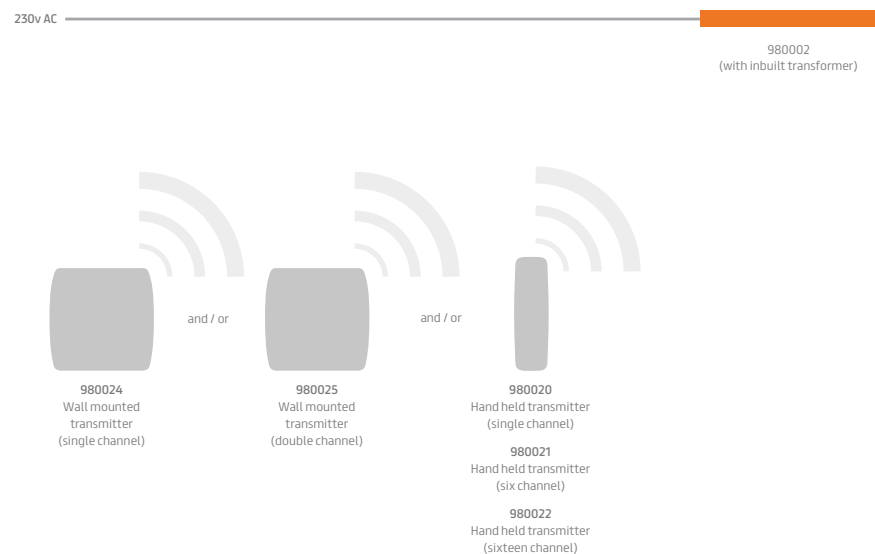 230v AC
980002
(with inbuilt transformer)
and / or
and / or
980024
Wall mounted
transmitter
(single channel)
980025
Wall mounted
transmitter
(double channel)
980020
Hand held transmitter
(single channel)
980021
Hand held transmitter
(six channel)
980022
Hand held transmitter
(sixteen channel)